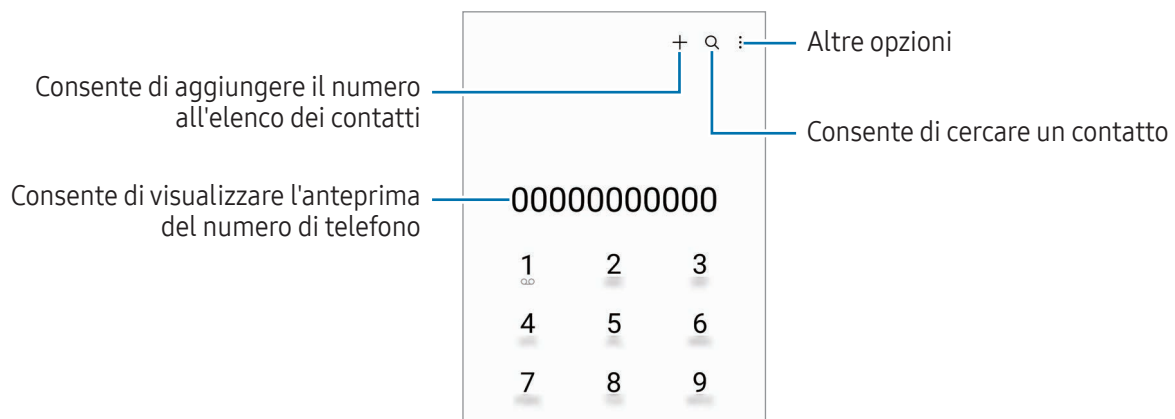 Altre opzioni
Consente di aggiungere il numero
all'elenco dei contatti
Consente di cercare un contatto
Consente di visualizzare l'anteprima
del numero di telefono
00000000000
1 2 3
4 5 6
7 8 9